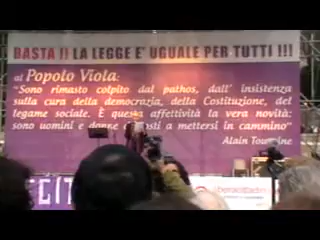 BASTA !! LA LEGGE E' UGUALE PER TUTTI !!!
al Popolo Viola:
"Sono rimasto colpito dal pathos, dall' insistenza
sulla cura della democrazia, della Costituzione, del
legame sociale. È questa affettività la vera novità:
sono uomini e donne disposti a mettersi in cammino"
Alain Touraine